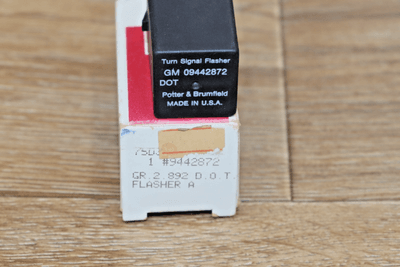 Turn Signal Flasher
GM 09442872
DOT
Potter & Brumfield
MADE IN U.S.A.
1 #9442872
GR 2.892 D.O.T.
FLASHER A